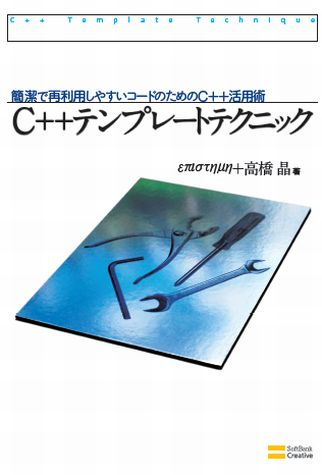 C++ Template Technique
簡潔で再利用しやすいコードのためのC++活用術
C++テンプレートテクニック
επιστημη+高橋 晶 著
SoftBank
Creative